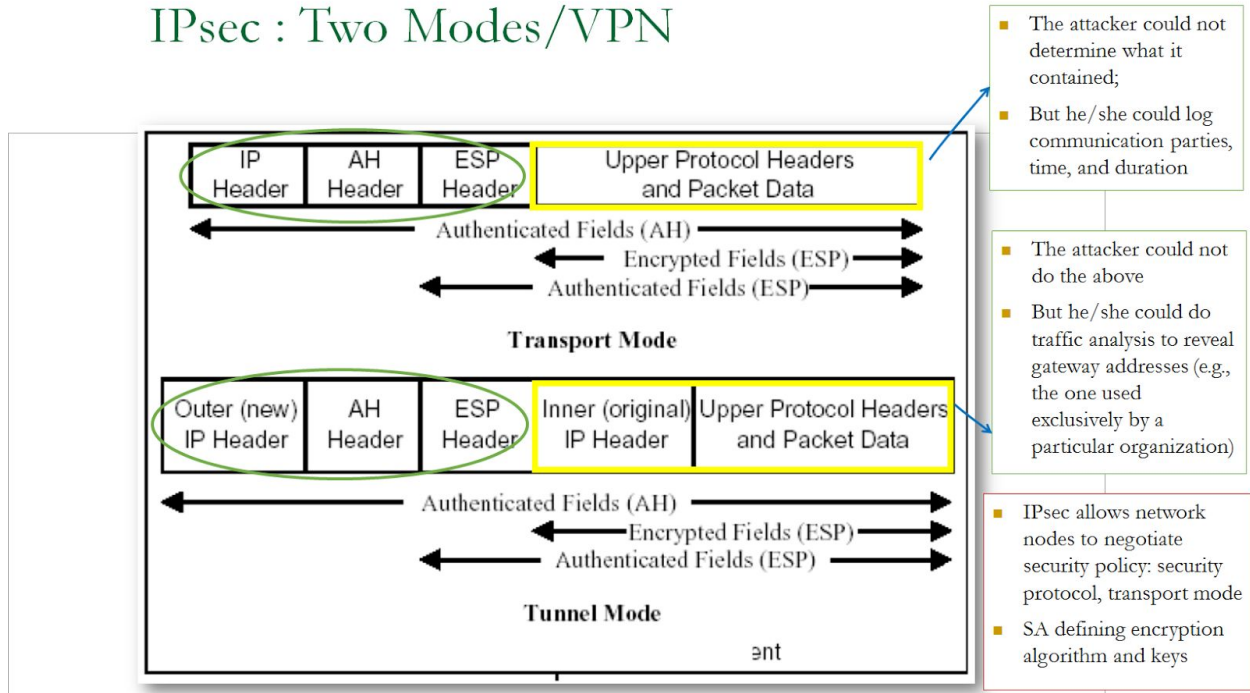 IPsec : Two Modes/VPN
IP
Header
AH
Header
ESP
Header
Upper Protocol Headers
and Packet Data
Authenticated Fields (AH)
Encrypted Fields (ESP)
Authenticated Fields (ESP)
Transport Mode
Outer (new)
IP Header
AH
Header
ESP
Header
Inner (original)
IP Header
Upper Protocol Headers
and Packet Data
Authenticated Fields (AH)
Encrypted Fields (ESP)
Authenticated Fields (ESP)
Tunnel Mode
The attacker could not
determine what it
contained;
But he/she could log
communication parties,
time, and duration
The attacker could not
do the above
But he/she could do
traffic analysis to reveal
gateway addresses (e.g.,
the one used
exclusively by a
particular organization)
IPsec allows network
nodes to negotiate
security policy: security
protocol, transport mode
SA defining encryption
algorithm and keys